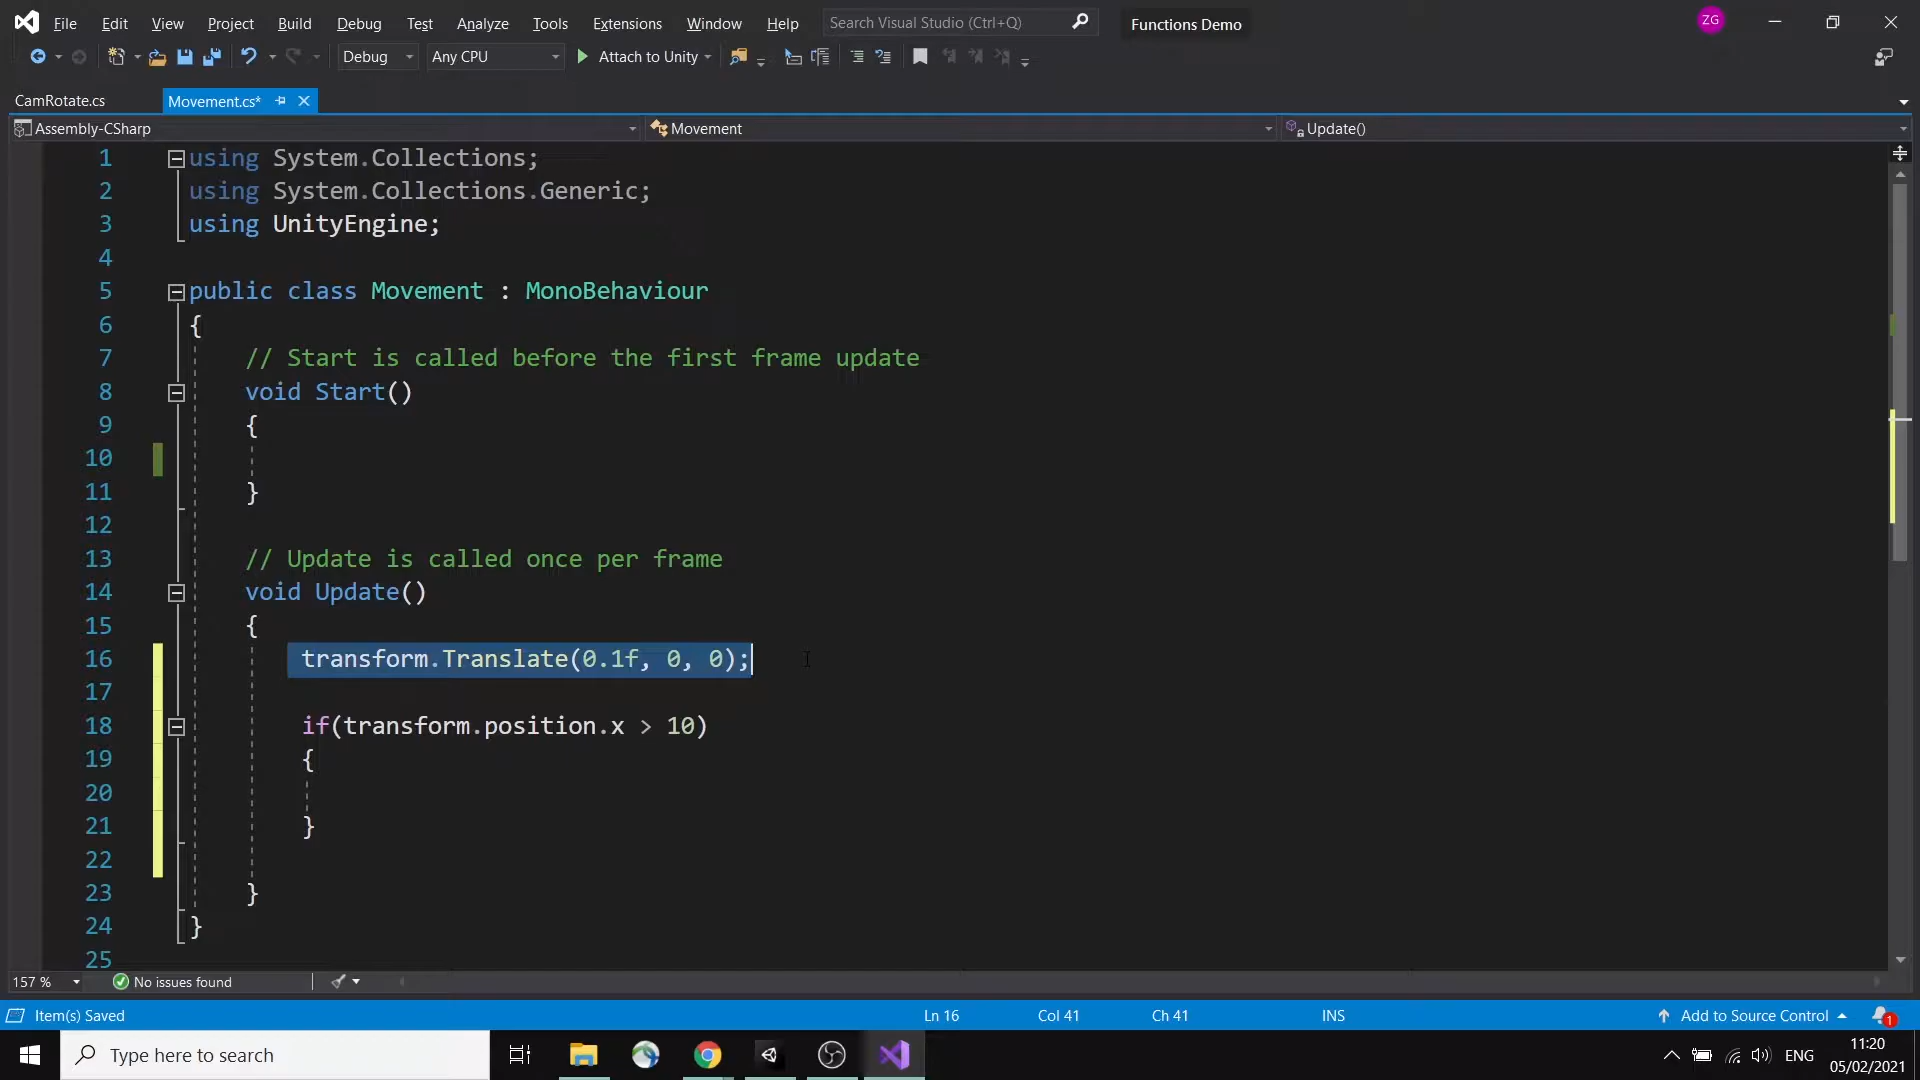 File Edit View Project Build Debug Test Analyze Tools Extensions Window Help Search Visual Studio (Ctrl+Q) Functions Demo ZG
Debug Any CPU Attach to Unity
CamRotate.cs Movement.cs*
Assembly-CSharp Movement Update()
1 using System.Collections;
2 using System.Collections.Generic;
3 using UnityEngine;
4
5 public class Movement : MonoBehaviour
6 {
7 // Start is called before the first frame update
8 void Start()
9 {
10
11 }
12
13 // Update is called once per frame
14 void Update()
15 {
16 transform.Translate(0.1f, 0, 0);
17
18 if(transform.position.x > 10)
19 {
20
21 }
22
23 }
24 }
25
157 % No issues found
Item(s) Saved Ln 16 Col 41 Ch 41 INS Add to Source Control 1
Type here to search ENG 11:20
05/02/2021